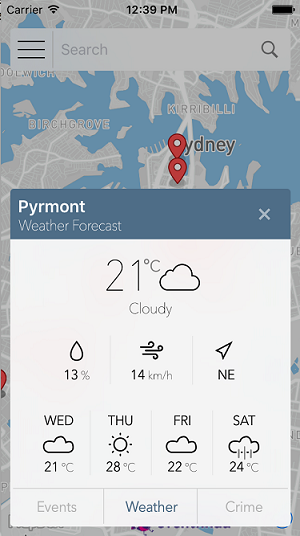 Carrier 12:39 PM
Search
KIRRIBILLI
BIRCHGROVE
ydney
Pyrmont
Weather Forecast
21°C
Cloudy
13 % 14 km/h NE
WED THU FRI SAT
21 °C 28 °C 22 °C 24 °C
Events Weather Crime